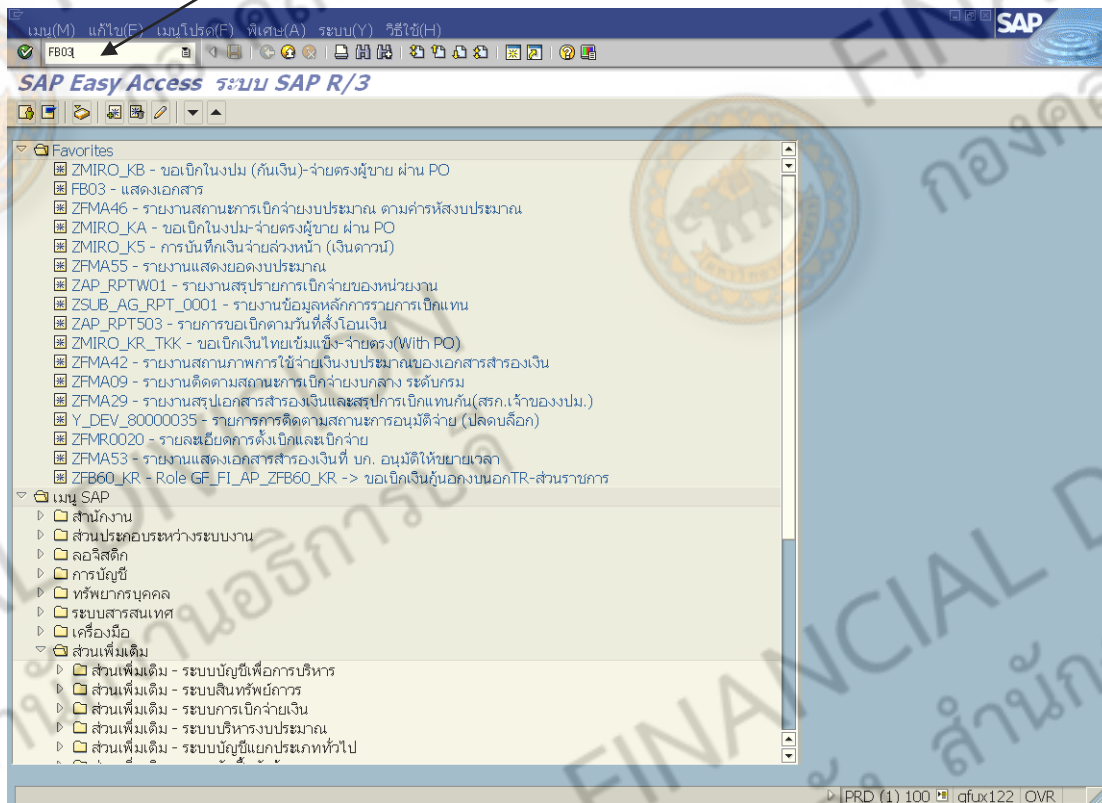 เมนู(M) แก้ไข(E) เมนูโปรด(F) พิเศษ(A) ระบบ(Y) วิธีใช้(H)
SAP
FB03
SAP Easy Access ระบบ SAP R/3
Favorites
ZMIRO_KB - ขอเบิกในงปม (กันเงิน)-จ่ายตรงผู้ขาย ผ่าน PO
FB03 - แสดงเอกสาร
ZFMA46 - รายงานสถานะการเบิกจ่ายงบประมาณ ตามค่ารหัสงบประมาณ
ZMIRO_KA - ขอเบิกในงปม-จ่ายตรงผู้ขาย ผ่าน PO
ZMIRO_K5 - การบันทึกเงินจ่ายล่วงหน้า (เงินดาวน์)
ZFMA55 - รายงานแสดงยอดงบประมาณ
ZAP_RPTW01 - รายงานสรุปรายการเบิกจ่ายของหน่วยงาน
ZSUB_AG_RPT_0001 - รายงานข้อมูลหลักการรายการเบิกแทน
ZAP_RPT503 - รายการขอเบิกตามวันที่สั่งโอนเงิน
ZMIRO_KR_TKK - ขอเบิกเงินไทยเข้มแข็ง-จ่ายตรง(With PO)
ZFMA42 - รายงานสถานภาพการใช้จ่ายเงินงบประมาณของเอกสารสำรองเงิน
ZFMA09 - รายงานติดตามสถานะการเบิกจ่ายงบกลาง ระดับกรม
ZFMA29 - รายงานสรุปเอกสารสำรองเงินและสรุปการเบิกแทนกัน(สรก.เจ้าของงปม.)
Y_DEV_80000035 - รายการการติดตามสถานะการอนุมัติจ่าย (ปลดบล็อก)
ZFMR0020 - รายละเอียดการตั้งเบิกและเบิกจ่าย
ZFMA53 - รายงานแสดงเอกสารสำรองเงินที่ บก. อนุมัติให้ขยายเวลา
ZFB60_KR - Role GF_FI_AP_ZFB60_KR -> ขอเบิกเงินกู้นอกงบนอกTR-ส่วนราชการ
เมนู SAP
สำนักงาน
ส่วนประกอบระหว่างระบบงาน
ลอจิสติก
การบัญชี
ทรัพยากรบุคคล
ระบบสารสนเทศ
เครื่องมือ
ส่วนเพิ่มเติม
ส่วนเพิ่มเติม - ระบบบัญชีเพื่อการบริหาร
ส่วนเพิ่มเติม - ระบบสินทรัพย์ถาวร
ส่วนเพิ่มเติม - ระบบการเบิกจ่ายเงิน
ส่วนเพิ่มเติม - ระบบบริหารงบประมาณ
ส่วนเพิ่มเติม - ระบบบัญชีแยกประเภททั่วไป
PRD (1) 100 gfux122 OVR